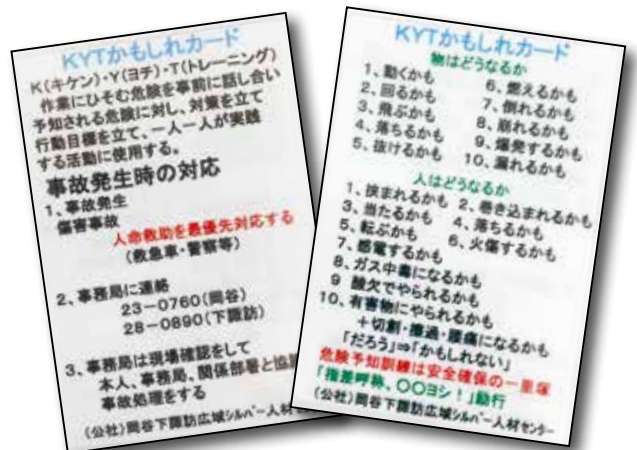 KYTかもしれカード
K(キケン)・Y(ヨチ)・T(トレーニング)
作業にひそむ危険を事前に話し合い
予知される危険に対し、対策を立て
行動目標を立て、一人一人が実践
する活動に使用する。
事故発生時の対応
1、事故発生
傷害事故
人命救助を最優先対応する
(救急車・警察等)
2、事務局に連絡
23-0760(岡谷)
28-0890(下諏訪)
3、事務局は現場確認をして
本人、事務局、関係部署と協
事故処理をする
(公社)岡谷下諏訪広域シルバー人材
KYTかもしれカード
物はどうなるか
1、動くかも 6、燃えるかも
2、回るかも 7、倒れるかも
3、飛ぶかも 8、崩れるかも
4、落ちるかも 9、爆発するかも
5、抜けるかも 10、漏れるかも
人はどうなるか
1、挟まれるかも 2、巻き込まれるかも
3、当たるかも 4、落ちるかも
5、転ぶかも 6、火傷するかも
7、感電するかも
8、ガス中毒になるかも
9 酸欠でやられるかも
10、有害物にやられるかも
+切創・擦過・腰痛になるかも
「だろう」⇒「かもしれない」
危険予知訓練は安全確保の一里塚
「指差呼称、〇〇ヨシ!」励行
(公社)岡谷下諏訪広域シルバー人材センター